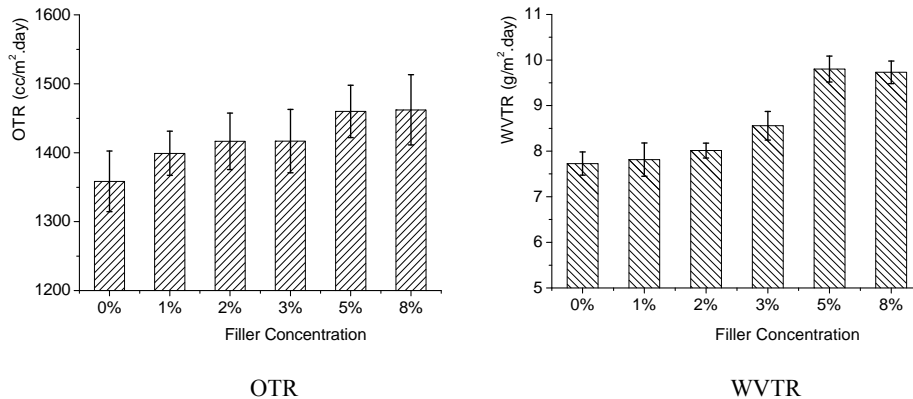 1600
1500
1400
1300
1200
OTR (cc/m².day)
0% 1% 2% 3% 5% 8%
Filler Concentration
OTR
11
10
9
8
7
6
5
WVTR (g/m².day)
0% 1% 2% 3% 5% 8%
Filler Concentration
WVTR